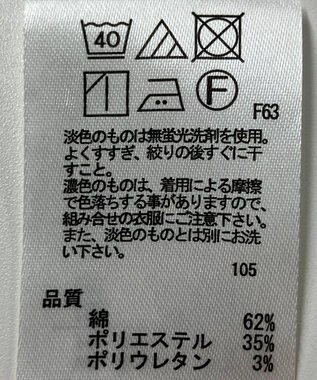 40
F
F63
淡色のものは無蛍光洗剤を使用。
よくすすぎ、絞りの後すぐに干
すこと。
濃色のものは、着用による摩擦
で色落ちする事がありますので、
組み合せの衣服にご注意下さい。
また、淡色のものとは別にお洗
い下さい。
105
品質
綿 62%
ポリエステル 35%
ポリウレタン 3%